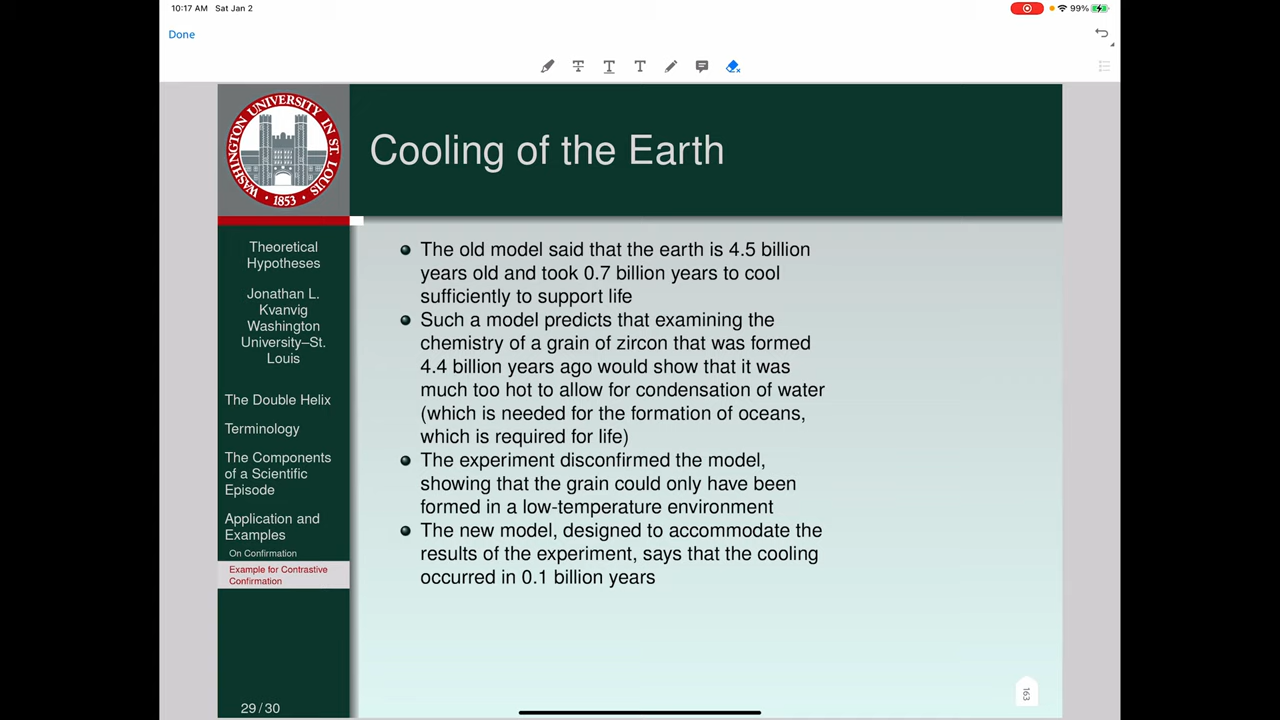 10:17 AM Sat Jan 2
99%
Done
WASHINGTON UNIVERSITY IN ST. LOUIS
1853
Cooling of the Earth
Theoretical
Hypotheses
Jonathan L.
Kvanvig
Washington
University–St.
Louis
The Double Helix
Terminology
The Components
of a Scientific
Episode
Application and
Examples
On Confirmation
Example for Contrastive
Confirmation
29 / 30
The old model said that the earth is 4.5 billion
years old and took 0.7 billion years to cool
sufficiently to support life
Such a model predicts that examining the
chemistry of a grain of zircon that was formed
4.4 billion years ago would show that it was
much too hot to allow for condensation of water
(which is needed for the formation of oceans,
which is required for life)
The experiment disconfirmed the model,
showing that the grain could only have been
formed in a low-temperature environment
The new model, designed to accommodate the
results of the experiment, says that the cooling
occurred in 0.1 billion years
163